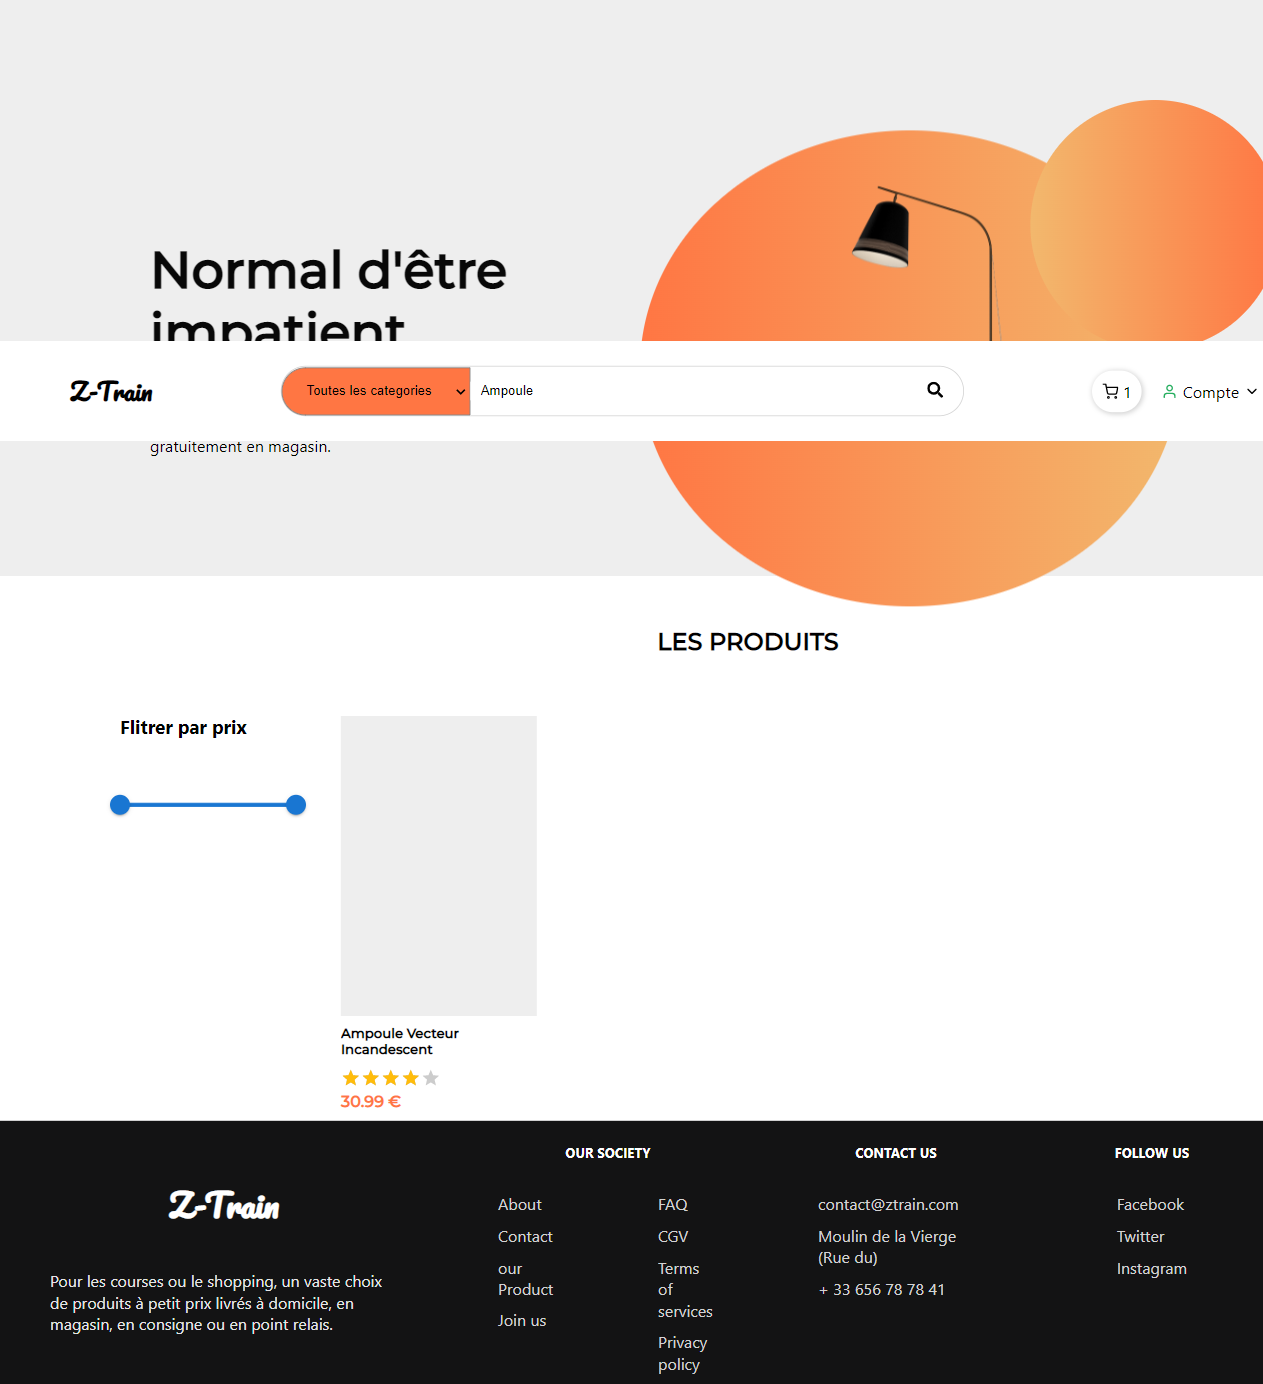 Normal d'être
impatient
Z-Train
Toutes les categories
Ampoule
1
Compte
gratuitement en magasin.
LES PRODUITS
Flitrer par prix
Ampoule Vecteur
Incandescent
30.99 €
Z-Train
Pour les courses ou le shopping, un vaste choix
de produits à petit prix livrés à domicile, en
magasin, en consigne ou en point relais.
OUR SOCIETY
About
Contact
our
Product
Join us
FAQ
CGV
Terms
of
services
Privacy
policy
CONTACT US
contact@ztrain.com
Moulin de la Vierge
(Rue du)
+ 33 656 78 78 41
FOLLOW US
Facebook
Twitter
Instagram